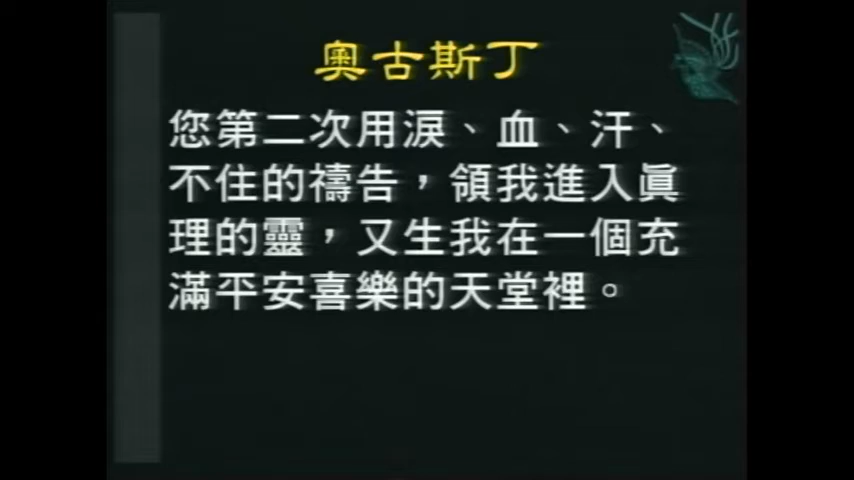 奧古斯丁
您第二次用淚、血、汗、
不住的禱告，領我進入眞
理的靈，又生我在一個充
滿平安喜樂的天堂裡。